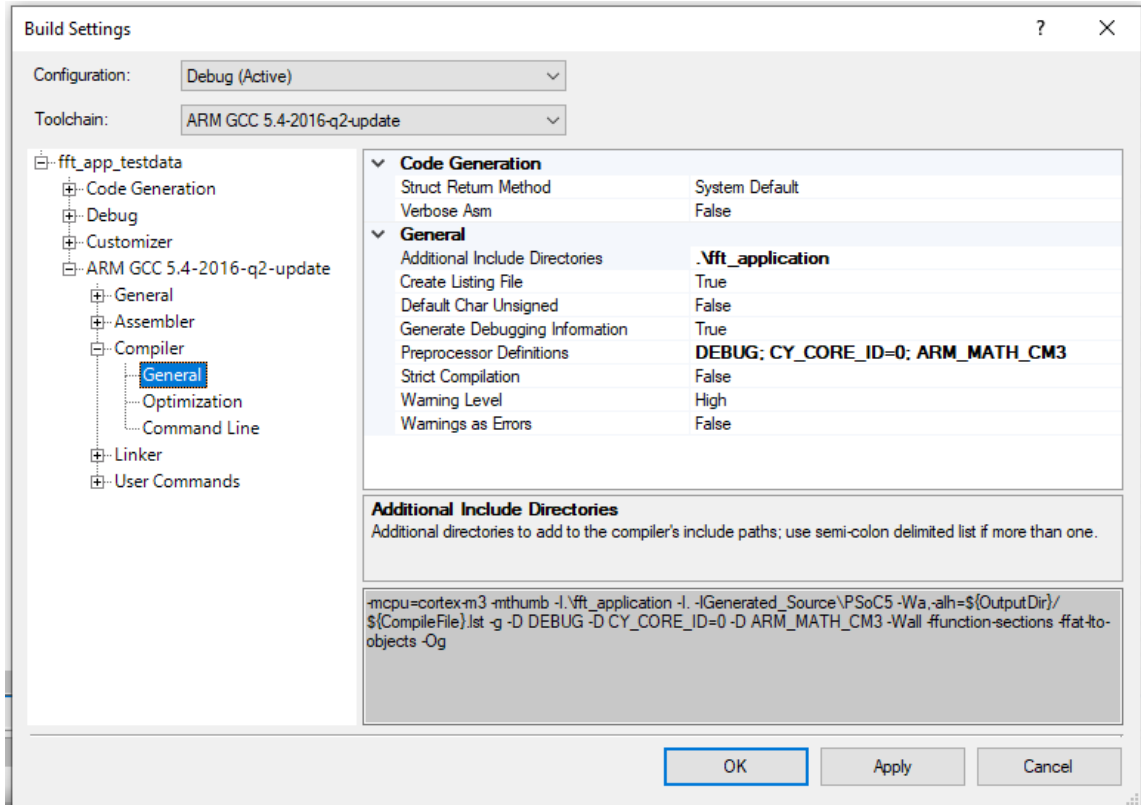 Build Settings
?
Configuration:
Debug (Active)
Toolchain:
ARM GCC 5.4-2016-q2-update
fft_app_testdata
Code Generation
Debug
Customizer
ARM GCC 5.4-2016-q2-update
General
Assembler
Compiler
General
Optimization
Command Line
Linker
User Commands
Code Generation
Struct Return Method System Default
Verbose Asm False
General
Additional Include Directories .\fft_application
Create Listing File True
Default Char Unsigned False
Generate Debugging Information True
Preprocessor Definitions DEBUG; CY_CORE_ID=0; ARM_MATH_CM3
Strict Compilation False
Warning Level High
Warnings as Errors False
Additional Include Directories
Additional directories to add to the compiler's include paths; use semi-colon delimited list if more than one.
-mcpu=cortex-m3 -mthumb -I.\fft_application -I. -IGenerated_Source\PSoC5 -Wa,-alh=${OutputDir}/
${CompileFile}.lst -g -D DEBUG -D CY_CORE_ID=0 -D ARM_MATH_CM3 -Wall -ffunction-sections -ffat-lto-
objects -Og
OK
Apply
Cancel